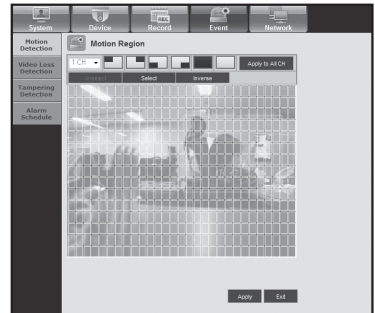 System Device Record Event Network
Motion Detection
Motion Region
1 CH
Apply to All CH
Video Loss Detection
Select Inverse
Tampering Detection
Alarm Schedule
Apply Exit